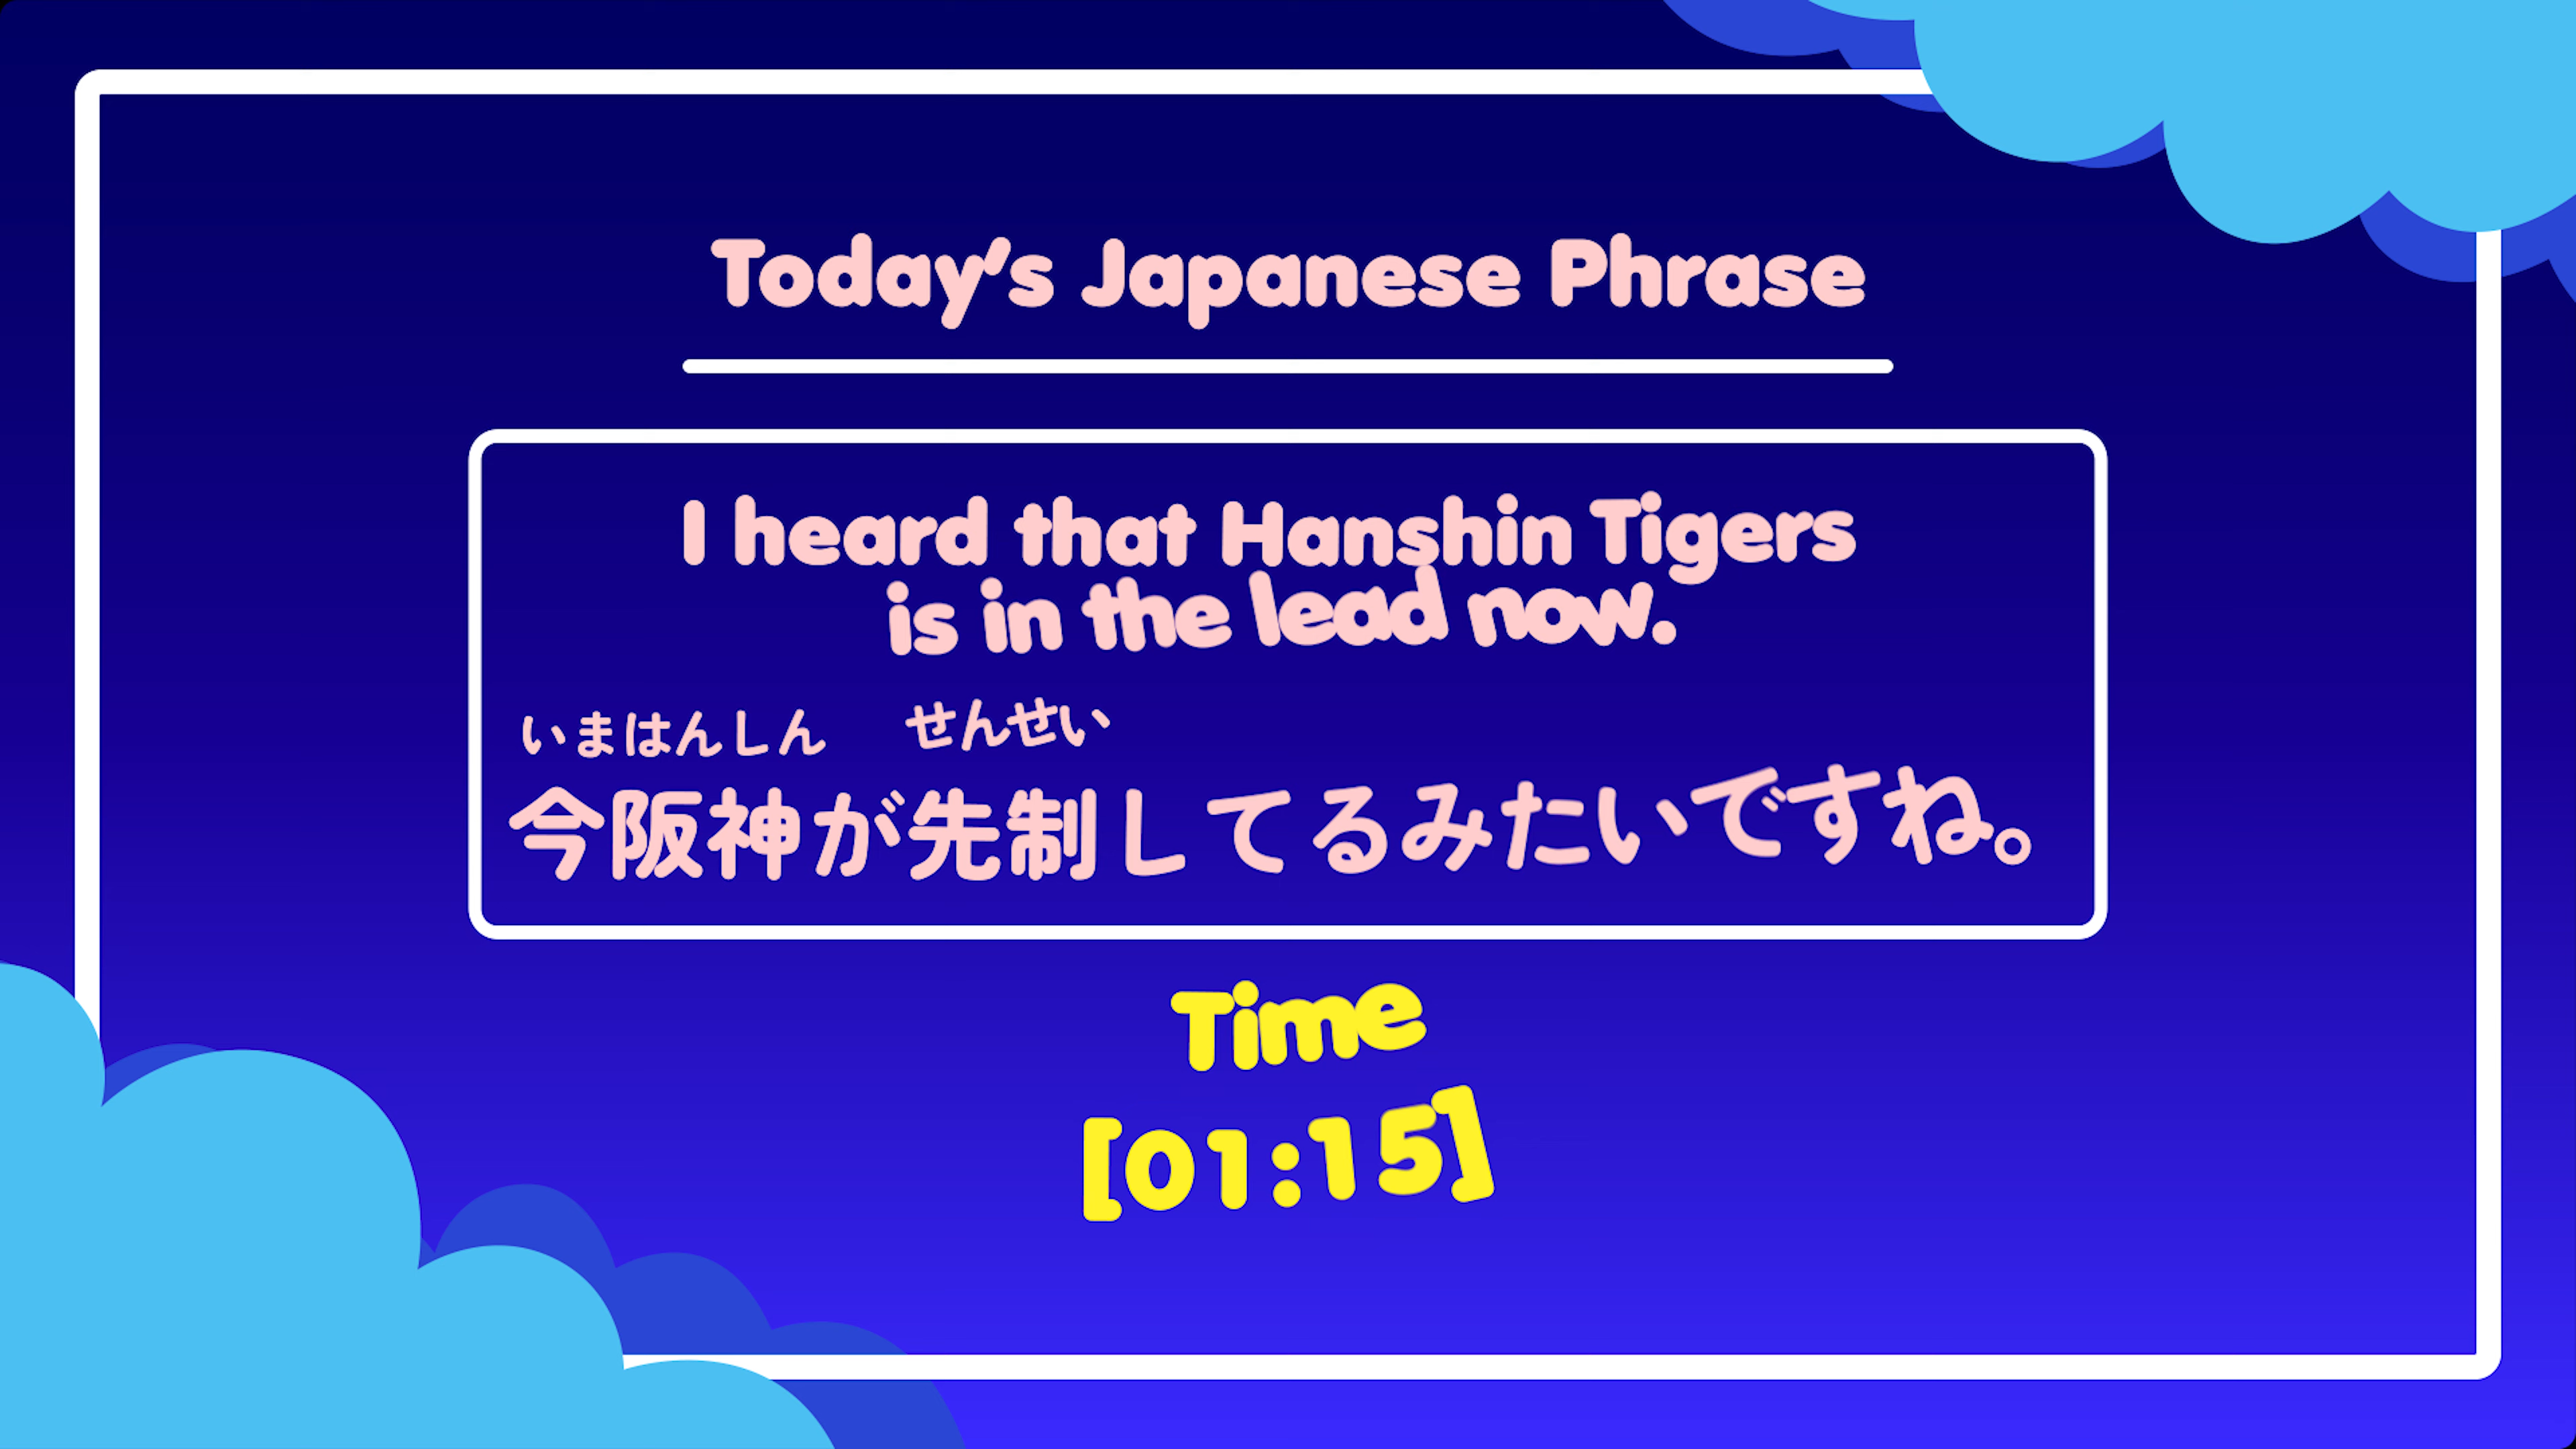 Today's Japanese Phrase
I heard that Hanshin Tigers
is in the lead now.
いまはんしん せんせい
今阪神が先制してるみたいですね。
Time
[01:15]